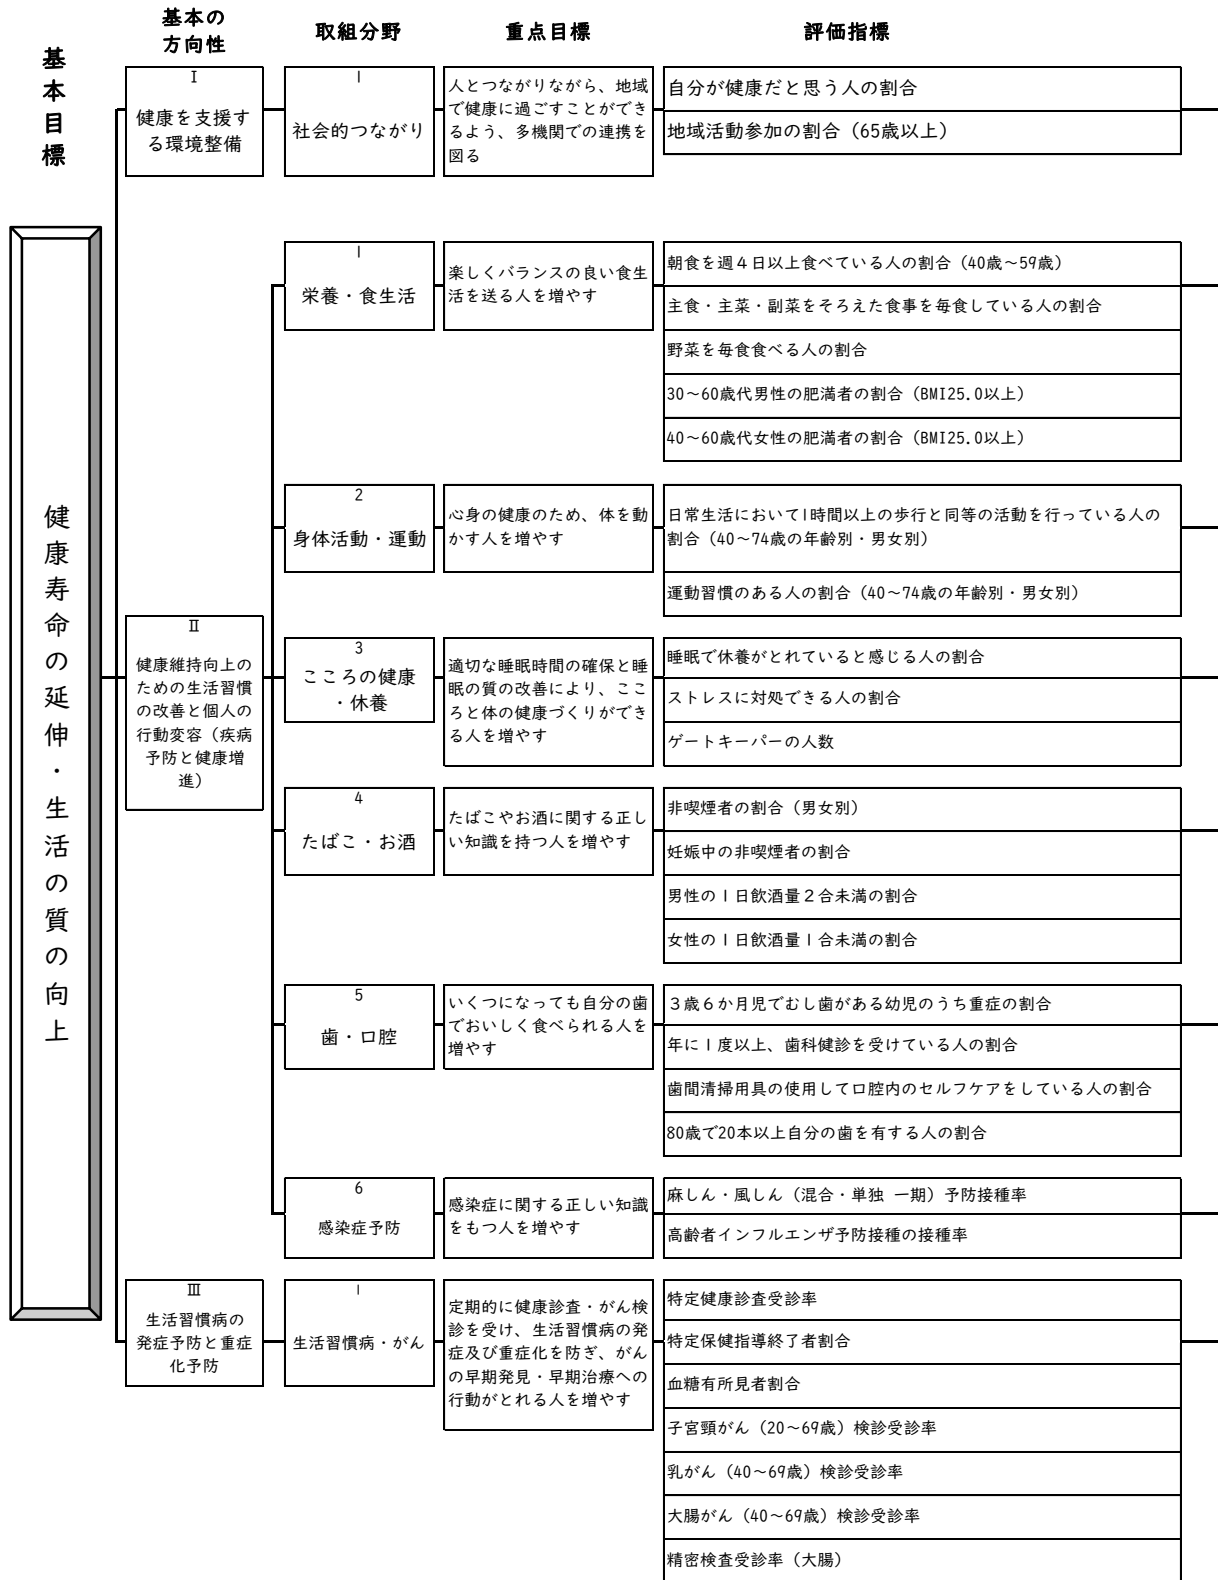 基本の
方向性
取組分野
重点目標
評価指標
基本目標
健康寿命の延伸・生活の質の向上
Ⅰ
健康を支援す
る環境整備
1
社会的つながり
人とつながりながら、地域
で健康に過ごすことができ
るよう、多機関での連携を
図る
自分が健康だと思う人の割合
地域活動参加の割合（65歳以上）
Ⅱ
健康維持向上の
ための生活習慣
の改善と個人の
行動変容（疾病
予防と健康増
進）
1
栄養・食生活
楽しくバランスの良い食生
活を送る人を増やす
朝食を週４日以上食べている人の割合（40歳～59歳）
主食・主菜・副菜をそろえた食事を毎食している人の割合
野菜を毎食食べる人の割合
30～60歳代男性の肥満者の割合（BMI25.0以上）
40～60歳代女性の肥満者の割合（BMI25.0以上）
2
身体活動・運動
心身の健康のため、体を動
かす人を増やす
日常生活において1時間以上の歩行と同等の活動を行っている人の
割合（40～74歳の年齢別・男女別）
運動習慣のある人の割合（40～74歳の年齢別・男女別）
3
こころの健康
・休養
適切な睡眠時間の確保と睡
眠の質の改善により、ここ
ろと体の健康づくりができ
る人を増やす
睡眠で休養がとれていると感じる人の割合
ストレスに対処できる人の割合
ゲートキーパーの人数
4
たばこ・お酒
たばこやお酒に関する正し
い知識を持つ人を増やす
非喫煙者の割合（男女別）
妊娠中の非喫煙者の割合
男性の１日飲酒量２合未満の割合
女性の１日飲酒量１合未満の割合
5
歯・口腔
いくつになっても自分の歯
でおいしく食べられる人を
増やす
３歳６か月児でむし歯がある幼児のうち重症の割合
年に１度以上、歯科健診を受けている人の割合
歯間清掃用具の使用して口腔内のセルフケアをしている人の割合
80歳で20本以上自分の歯を有する人の割合
6
感染症予防
感染症に関する正しい知識
をもつ人を増やす
麻しん・風しん（混合・単独 一期）予防接種率
高齢者インフルエンザ予防接種の接種率
Ⅲ
生活習慣病の
発症予防と重症
化予防
1
生活習慣病・がん
定期的に健康診査・がん検
診を受け、生活習慣病の発
症及び重症化を防ぎ、がん
の早期発見・早期治療への
行動がとれる人を増やす
特定健康診査受診率
特定保健指導終了者割合
血糖有所見者割合
子宮頸がん（20～69歳）検診受診率
乳がん（40～69歳）検診受診率
大腸がん（40～69歳）検診受診率
精密検査受診率（大腸）